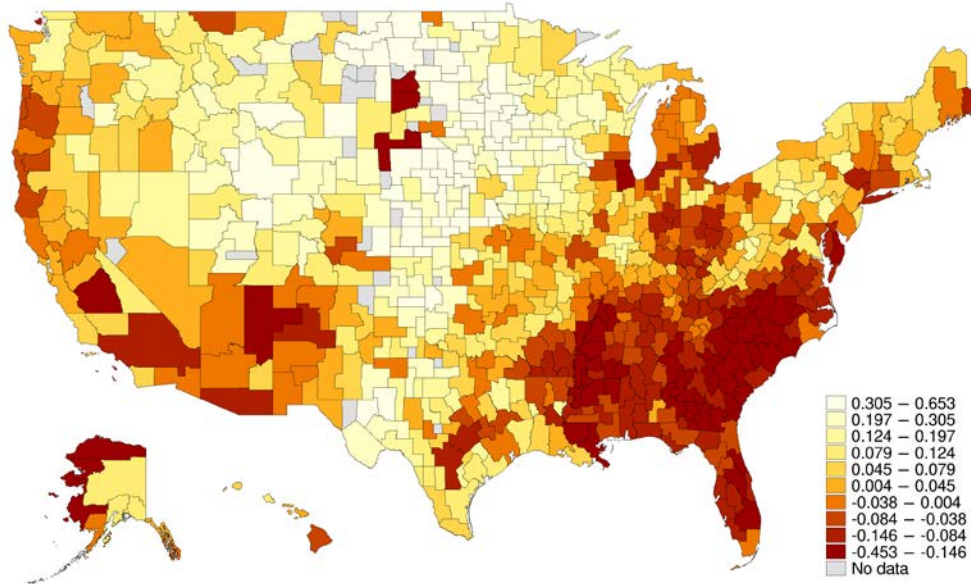 0.305 – 0.653
0.197 – 0.305
0.124 – 0.197
0.079 – 0.124
0.045 – 0.079
0.004 – 0.045
-0.038 – 0.004
-0.084 – -0.038
-0.146 – -0.084
-0.453 – -0.146
No data